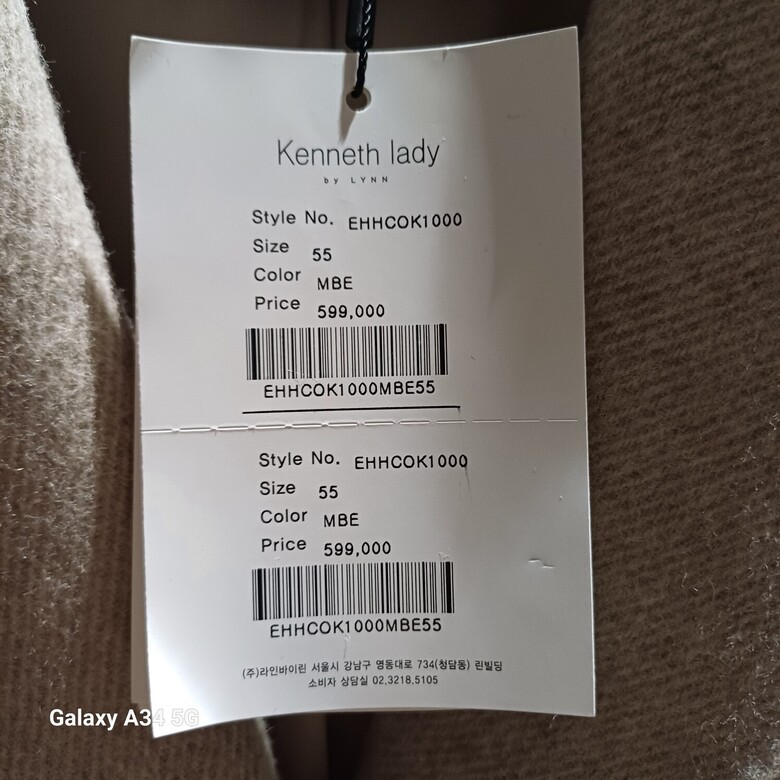 Kenneth lady
by LYNN
Style No. EHHCOK1000
Size 55
Color MBE
Price 599,000
EHHCOK1000MBE55
Style No. EHHCOK1000
Size 55
Color MBE
Price 599,000
EHHCOK1000MBE55
(주)라인바이린 서울시 강남구 영동대로 734(청담동) 린빌딩
소비자 상담실 02.3218.5105
Galaxy A34 5G